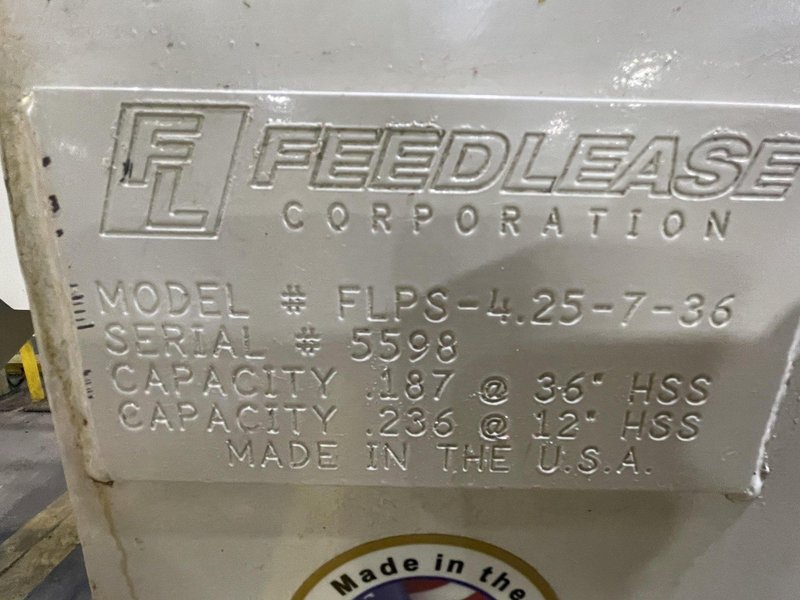 FL
FEEDLEASE
CORPORATION
MODEL # FLPS-4.25-7-36
SERIAL # 5598
CAPACITY .187 @ 36" HSS
CAPACITY .236 @ 12" HSS
MADE IN THE U.S.A.
Made in the